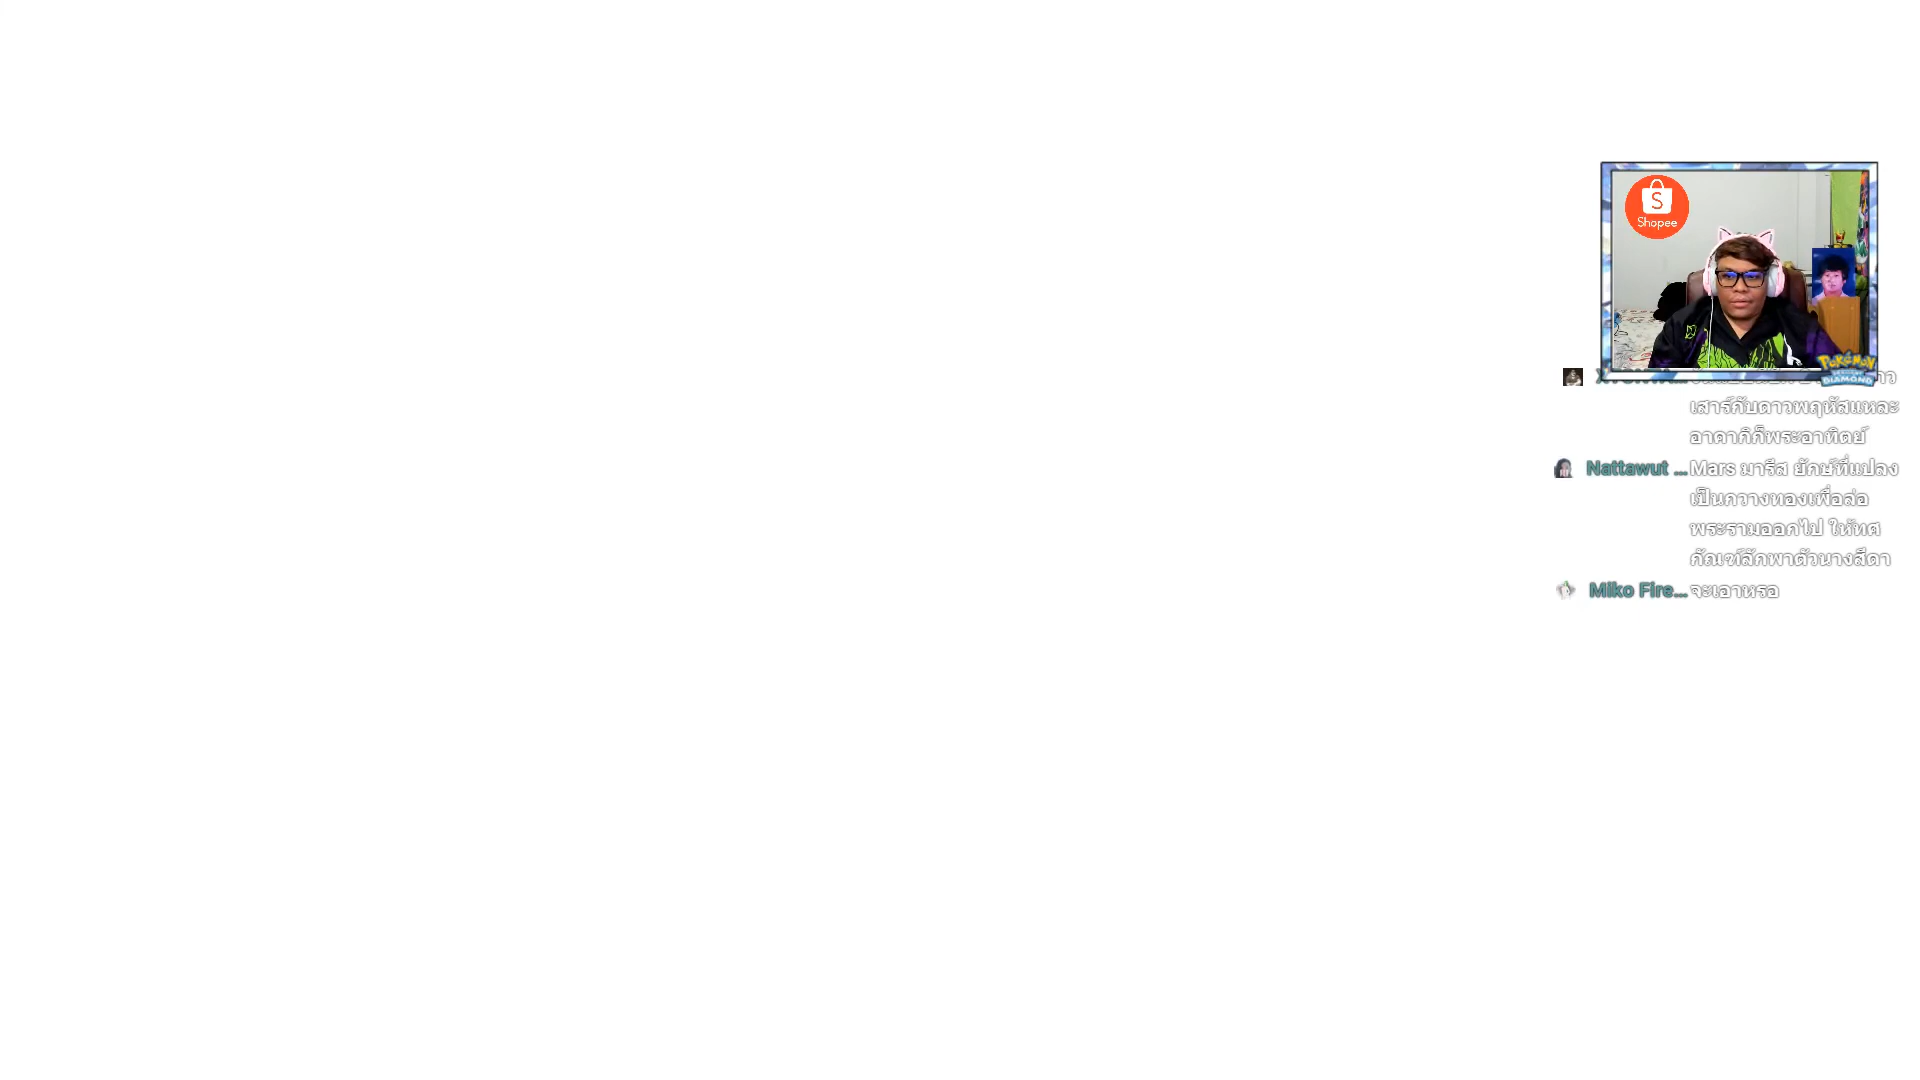 S
Shopee
POKÉMON
DIAMOND
เสาร์กับดาวพฤหัสแหละ
อาคากิก็พระอาทิตย์
Nattawut ... Mars มารีส ยักษ์ที่แปลง
เป็นกวางทองเพื่อล่อ
พระรามออกไป ให้ทศ
กัณฑ์ลักพาตัวนางสีดา
Miko Fire... จะเอาหรอ